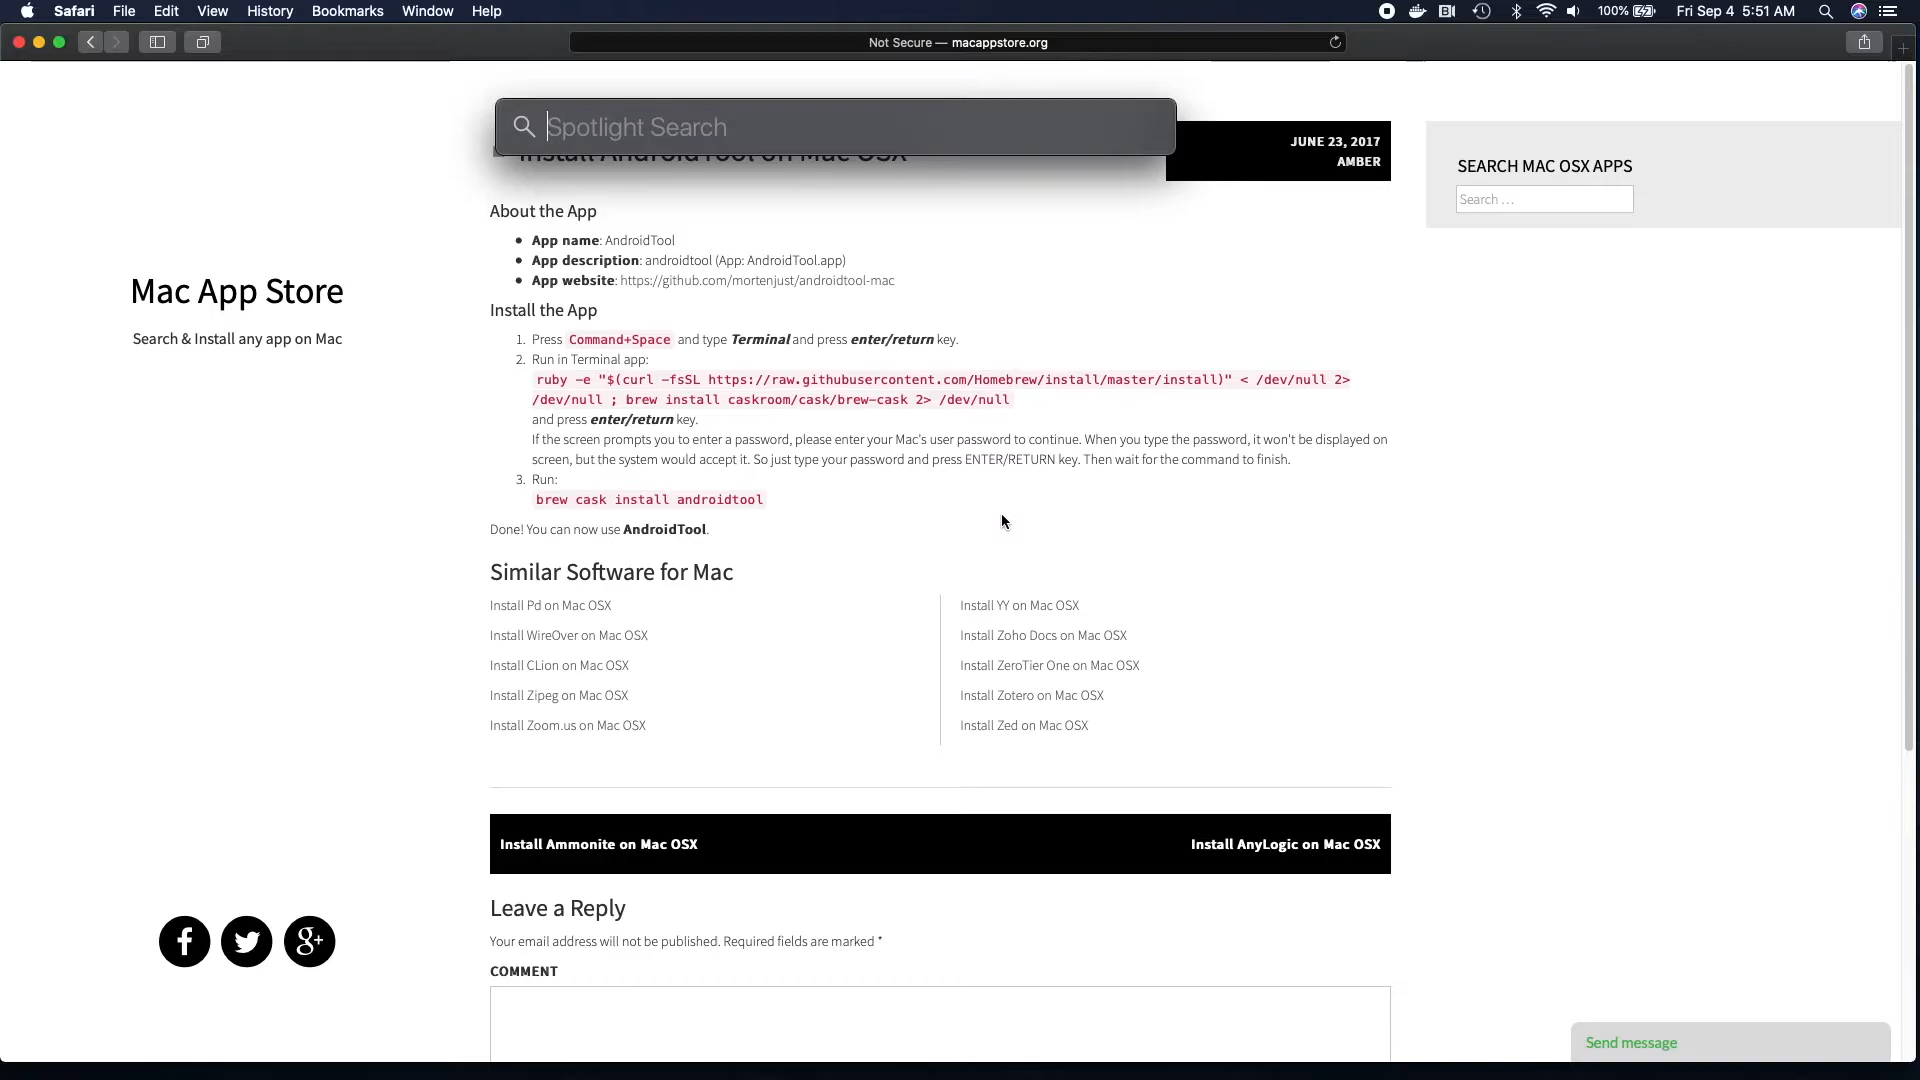 Safari File Edit View History Bookmarks Window Help
100% Fri Sep 4 5:51 AM
Not Secure — macappstore.org
Spotlight Search
Install AndroidTool on Mac OSX
JUNE 23, 2017
AMBER
SEARCH MAC OSX APPS
Search …
Mac App Store
Search & Install any app on Mac
About the App
• App name: AndroidTool
• App description: androidtool (App: AndroidTool.app)
• App website: https://github.com/mortenjust/androidtool-mac
Install the App
1. Press Command+Space and type Terminal and press enter/return key.
2. Run in Terminal app:
ruby -e "$(curl -fsSL https://raw.githubusercontent.com/Homebrew/install/master/install)" < /dev/null 2>
/dev/null ; brew install caskroom/cask/brew-cask 2> /dev/null
and press enter/return key.
If the screen prompts you to enter a password, please enter your Mac's user password to continue. When you type the password, it won't be displayed on
screen, but the system would accept it. So just type your password and press ENTER/RETURN key. Then wait for the command to finish.
3. Run:
brew cask install androidtool
Done! You can now use AndroidTool.
Similar Software for Mac
Install Pd on Mac OSX
Install WireOver on Mac OSX
Install CLion on Mac OSX
Install Zipeg on Mac OSX
Install Zoom.us on Mac OSX
Install YY on Mac OSX
Install Zoho Docs on Mac OSX
Install ZeroTier One on Mac OSX
Install Zotero on Mac OSX
Install Zed on Mac OSX
Install Ammonite on Mac OSX
Install AnyLogic on Mac OSX
Leave a Reply
Your email address will not be published. Required fields are marked *
COMMENT
Send message